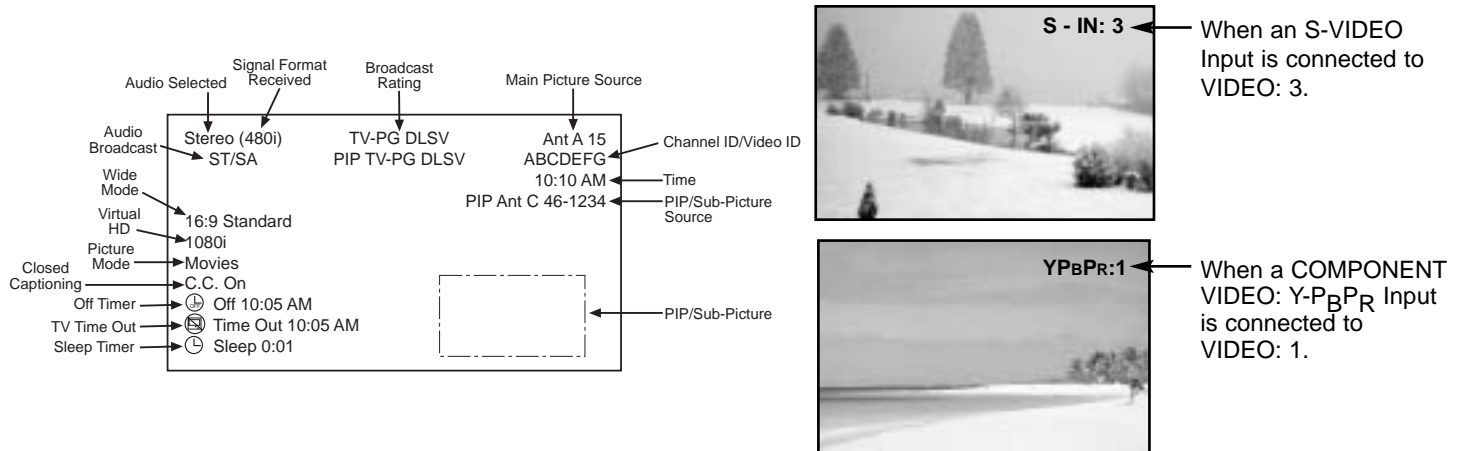 Audio Selected
Signal Format
Received
Broadcast
Rating
Main Picture Source
Audio
Broadcast
Wide
Mode
Virtual
HD
Picture
Mode
Closed
Captioning
Off Timer
TV Time Out
Sleep Timer
Stereo (480i)
ST/SA
TV-PG DLSV
PIP TV-PG DLSV
Ant A 15
ABCDEFG
10:10 AM
PIP Ant C 46-1234
16:9 Standard
1080i
Movies
C.C. On
Off 10:05 AM
Time Out 10:05 AM
Sleep 0:01
Channel ID/Video ID
Time
PIP/Sub-Picture
Source
PIP/Sub-Picture
S - IN: 3
When an S-VIDEO
Input is connected to
VIDEO: 3.
YPBPR:1
When a COMPONENT
VIDEO: Y-PBPR Input
is connected to
VIDEO: 1.